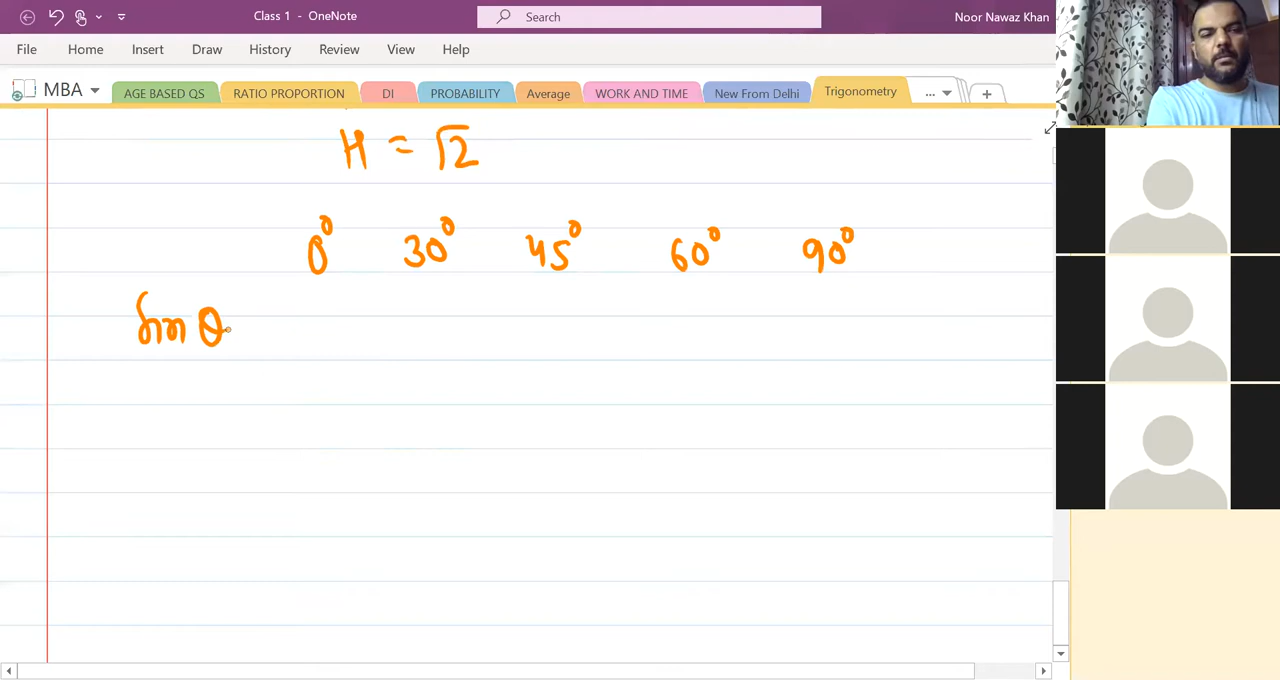 Class 1 - OneNote
Search
Noor Nawaz Khan
File Home Insert Draw History Review View Help
MBA AGE BASED QS RATIO PROPORTION DI PROBABILITY Average WORK AND TIME New From Delhi Trigonometry ... +
H = √2
0° 30° 45° 60° 90°
Sin θ